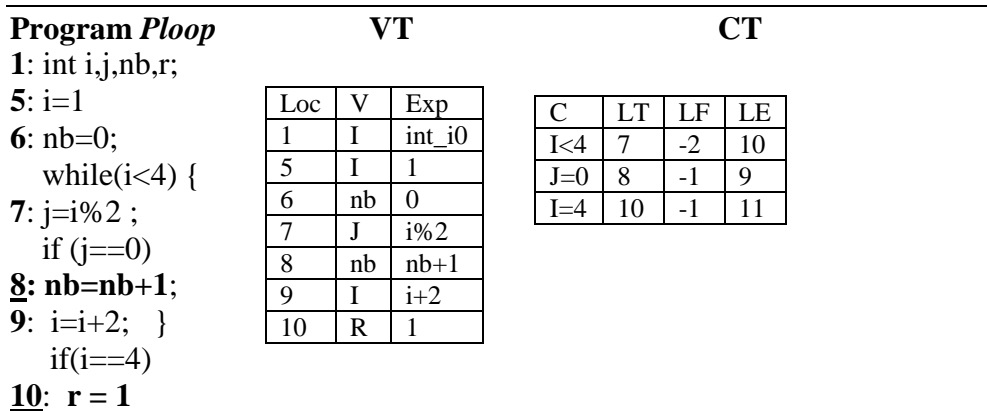 Program Ploop VT CT
1: int i,j,nb,r;
5: i=1
6: nb=0;
while(i<4) {
7: j=i%2 ;
if (j==0)
8: nb=nb+1;
9: i=i+2; }
if(i==4)
10: r = 1
Loc V Exp
1 I int_i0
5 I 1
6 nb 0
7 J i%2
8 nb nb+1
9 I i+2
10 R 1
C LT LF LE
I<4 7 -2 10
J=0 8 -1 9
I=4 10 -1 11